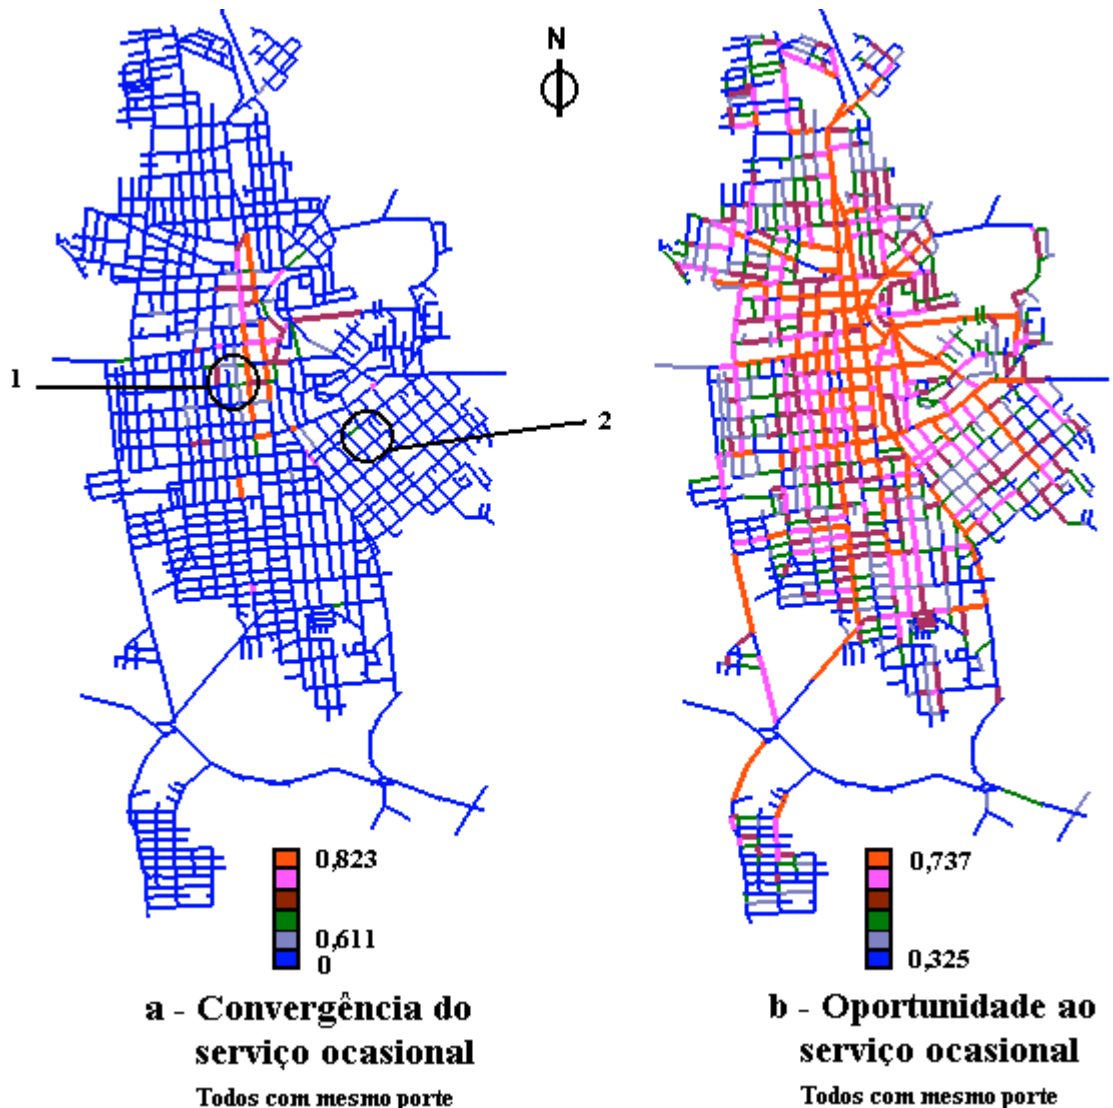 N
1
2
0,823
0,611
0
0,737
0,325
a - Convergência do
serviço ocasional
Todos com mesmo porte
b - Oportunidade ao
serviço ocasional
Todos com mesmo porte